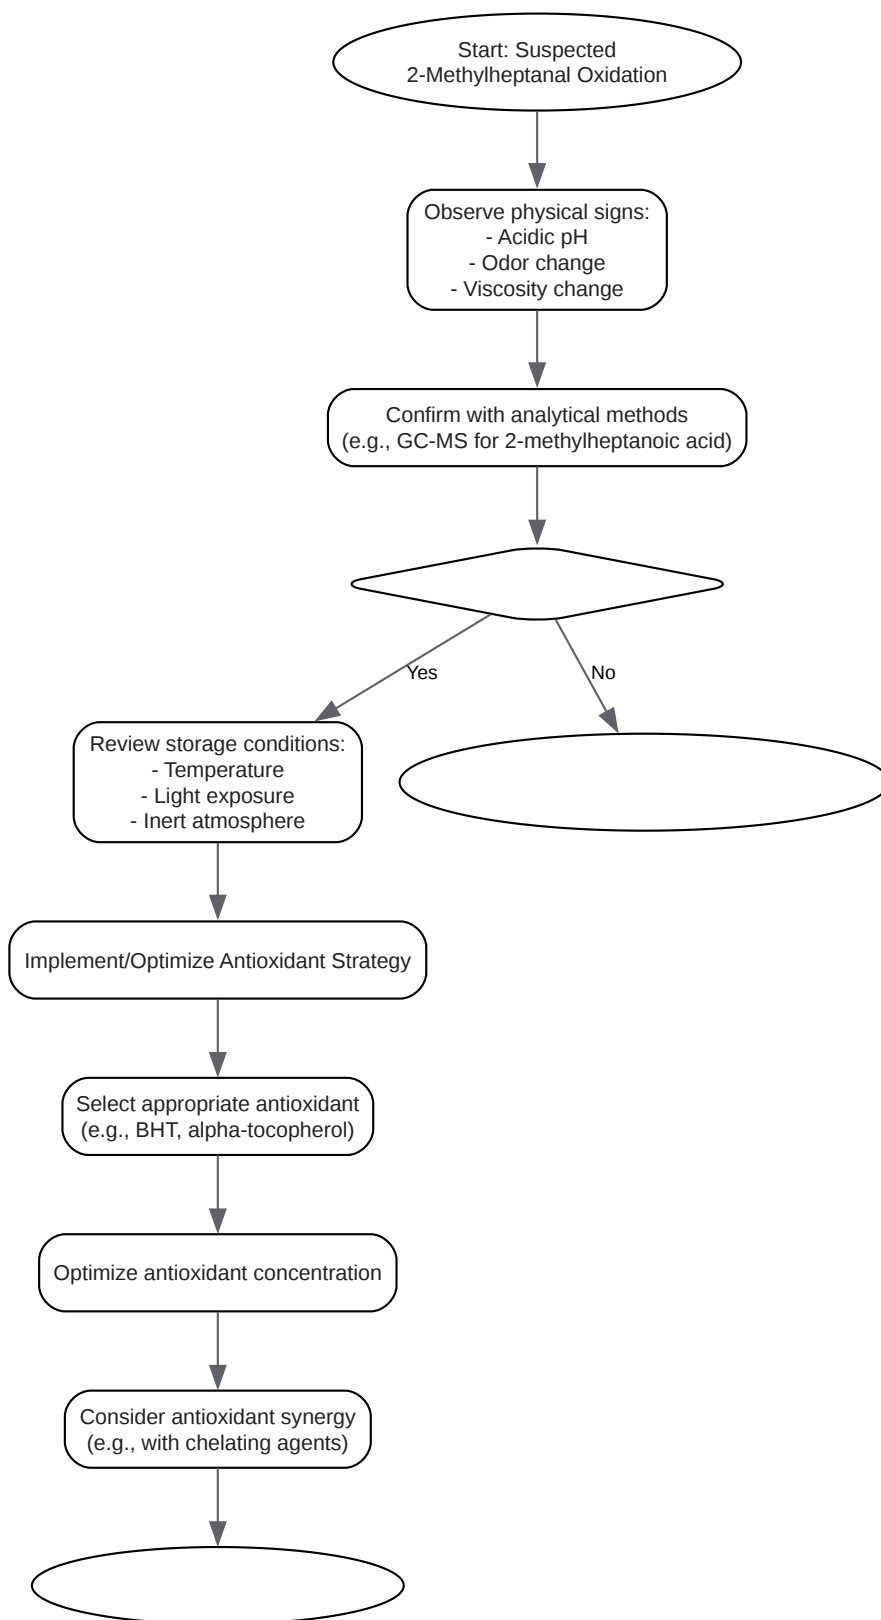 Start: Suspected
2-Methylheptanal Oxidation
Observe physical signs:
- Acidic pH
- Odor change
- Viscosity change
Confirm with analytical methods
(e.g., GC-MS for 2-methylheptanoic acid)
Yes
No
Review storage conditions:
- Temperature
- Light exposure
- Inert atmosphere
Implement/Optimize Antioxidant Strategy
Select appropriate antioxidant
(e.g., BHT, alpha-tocopherol)
Optimize antioxidant concentration
Consider antioxidant synergy
(e.g., with chelating agents)